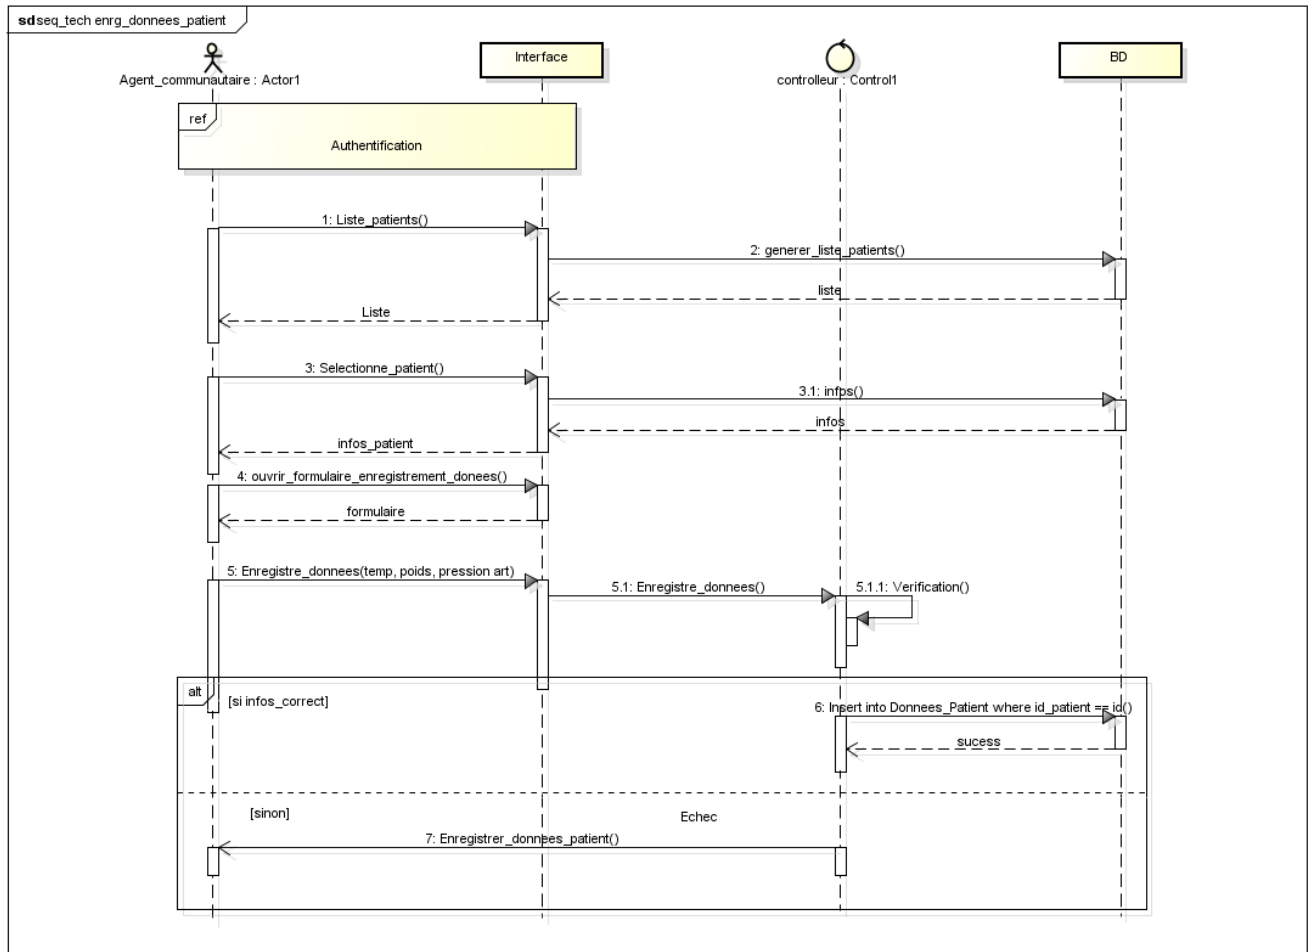 sd seq_tech enrg_donnees_patient
Agent_communautaire : Actor1
Interface
controlleur : Control1
BD
ref
Authentification
1: Liste_patients()
2: generer_liste_patients()
liste
Liste
3: Selectionne_patient()
3.1: infos()
infos
infos_patient
4: ouvrir_formulaire_enregistrement_donees()
formulaire
5: Enregistre_donnees(temp, poids, pression art)
5.1: Enregistre_donnees()
5.1.1: Verification()
alt
[si infos_correct]
6: Insert into Donnees_Patient where id_patient == id()
sucess
[sinon]
Echec
7: Enregistrer_donnees_patient()